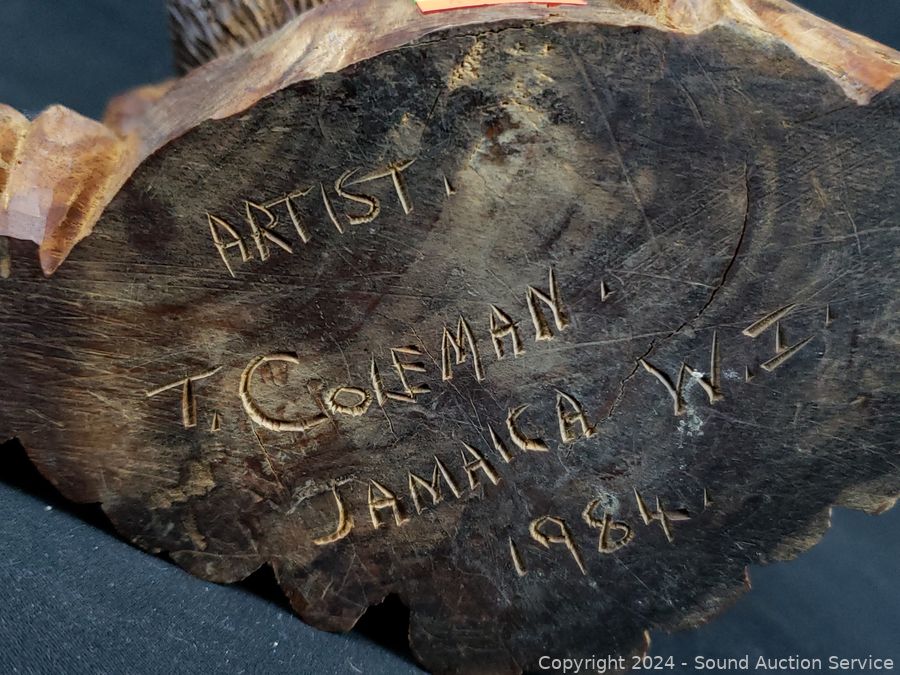 ARTIST.
T. COLEMAN.
JAMAICA W.I.
1984.
Copyright © 2024 - Sound Auction Service